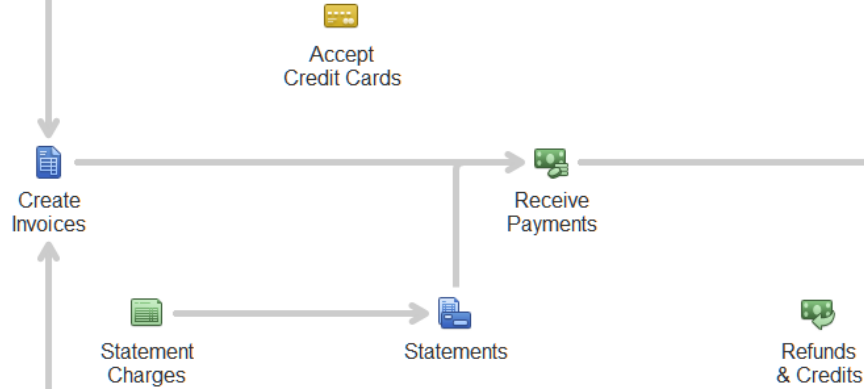 Accept
Credit Cards
Create
Invoices
Receive
Payments
Statement
Charges
Statements
Refunds
& Credits